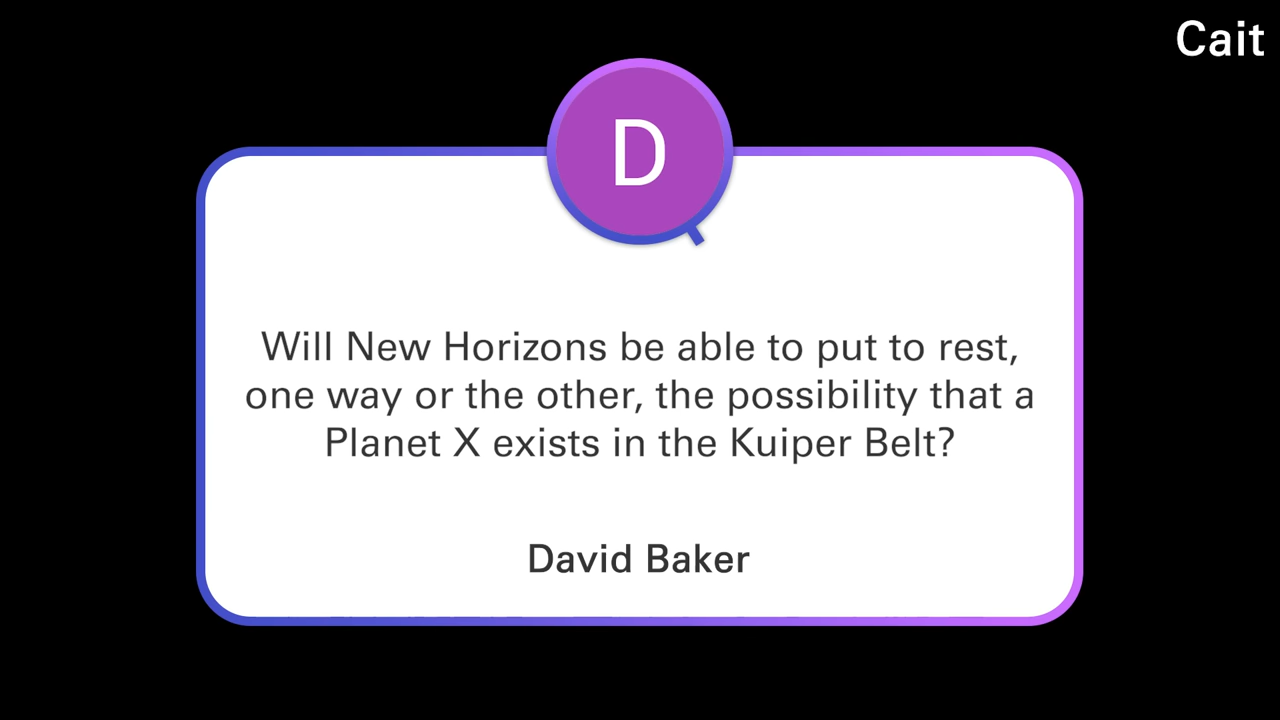 Cait
D
Will New Horizons be able to put to rest,
one way or the other, the possibility that a
Planet X exists in the Kuiper Belt?
David Baker